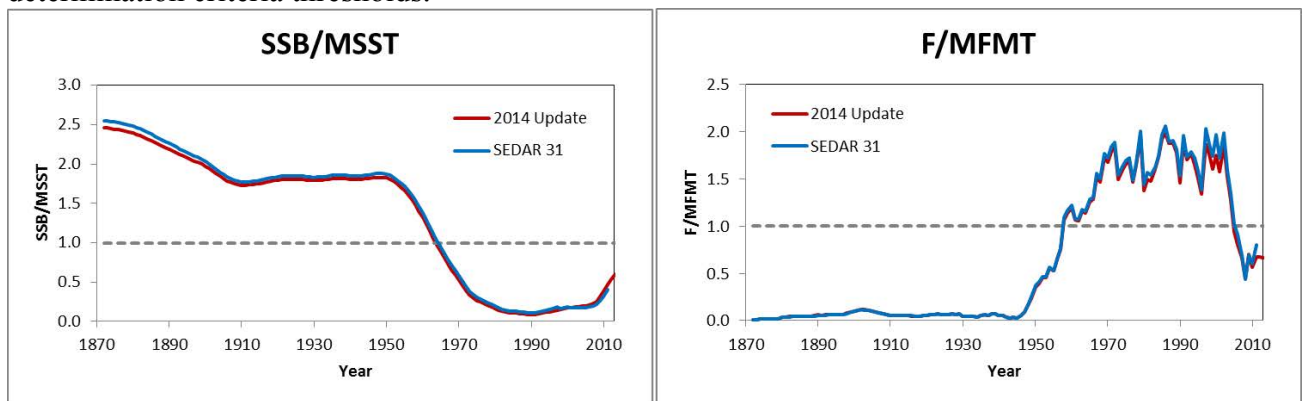 determination criteria thresholds.
SSB/MSST
3.0
2.5
2.0
1.5
1.0
0.5
0.0
SSB/MSST
2014 Update
SEDAR 31
1870 1890 1910 1930 1950 1970 1990 2010
Year
F/MFMT
2.5
2.0
1.5
1.0
0.5
0.0
F/MFMT
2014 Update
SEDAR 31
1870 1890 1910 1930 1950 1970 1990 2010
Year